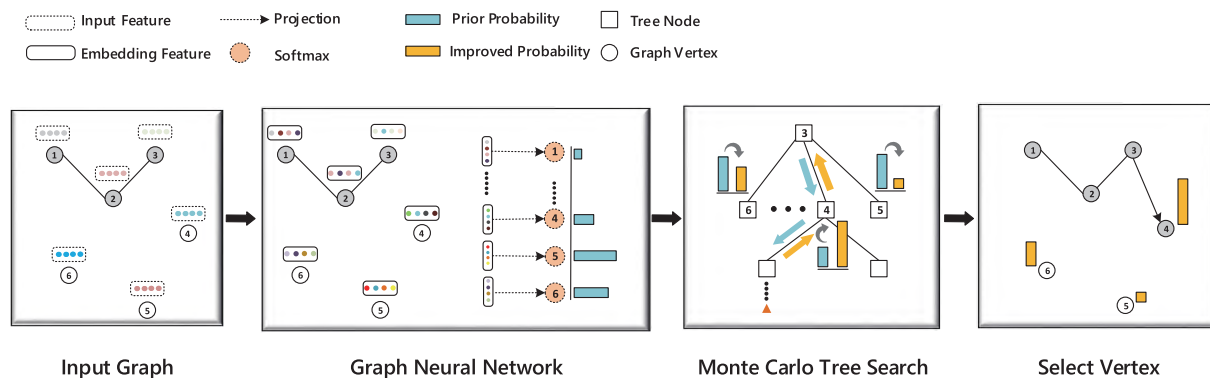 Input Feature
Projection
Prior Probability
Tree Node
Embedding Feature
Softmax
Improved Probability
Graph Vertex
1
3
2
4
6
5
1
3
2
4
6
5
1
4
5
6
3
6
4
5
1
3
2
4
6
5
Input Graph
Graph Neural Network
Monte Carlo Tree Search
Select Vertex